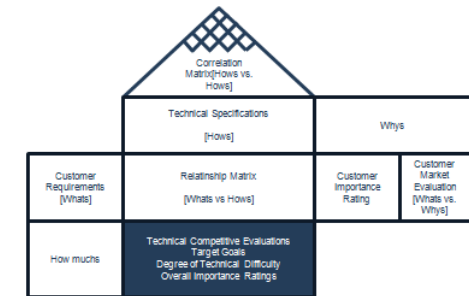 Correlation
Matrix[Hows vs.
Hows]
Technical Specifications
[Hows]
Whys
Customer
Requirements
[Whats]
Relatinship Matrix
[Whats vs Hows]
Customer
Importance
Rating
Customer
Market
Evaluation
[Whats vs.
Whys]
How muchs
Technical Competitive Evaluations
Target Goals
Degree of Technical Difficulty
Overall Importance Ratings